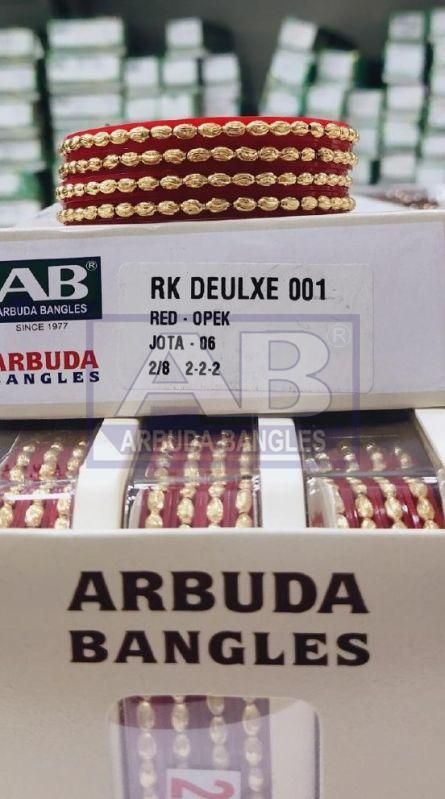 AB®
ARBUDA BANGLES
SINCE 1977
ARBUDA
BANGLES
RK DEULXE 001
RED - OPEK
JOTA - 06
2/8 2-2-2
AB®
ARBUDA BANGLES
ARBUDA
BANGLES
2